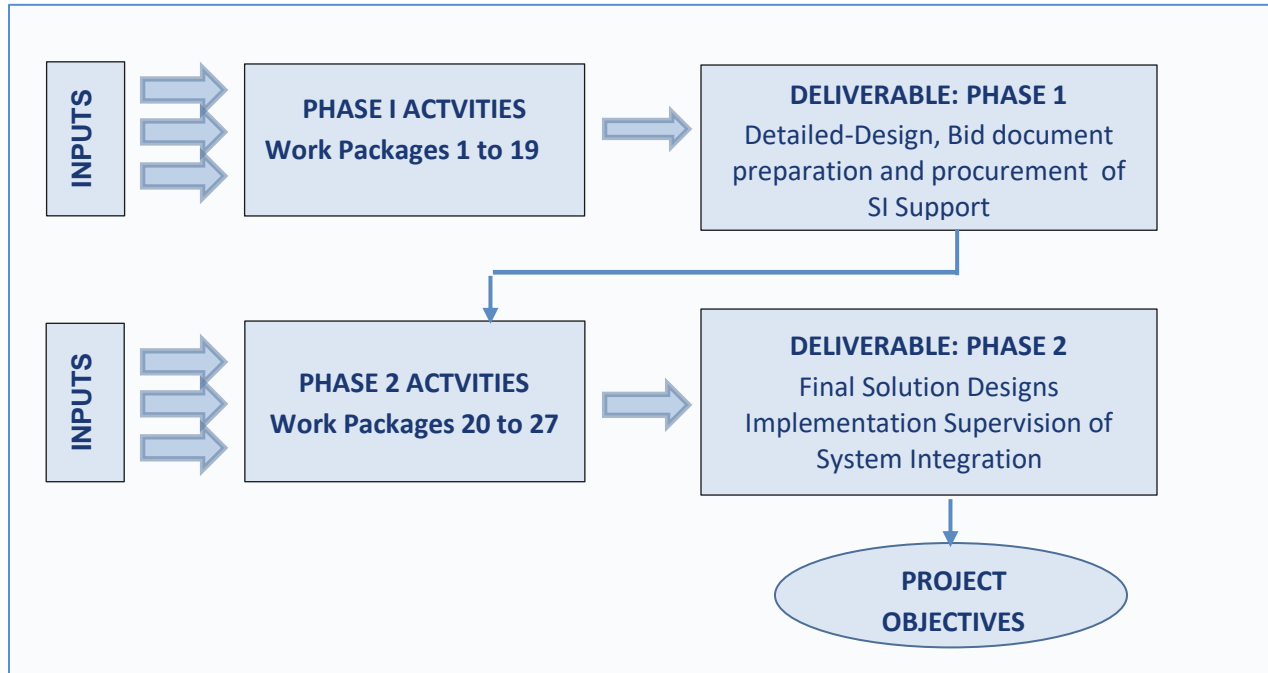 INPUTS
PHASE I ACTVITIES
Work Packages 1 to 19
DELIVERABLE: PHASE 1
Detailed-Design, Bid document
preparation and procurement of
SI Support
INPUTS
PHASE 2 ACTVITIES
Work Packages 20 to 27
DELIVERABLE: PHASE 2
Final Solution Designs
Implementation Supervision of
System Integration
PROJECT
OBJECTIVES